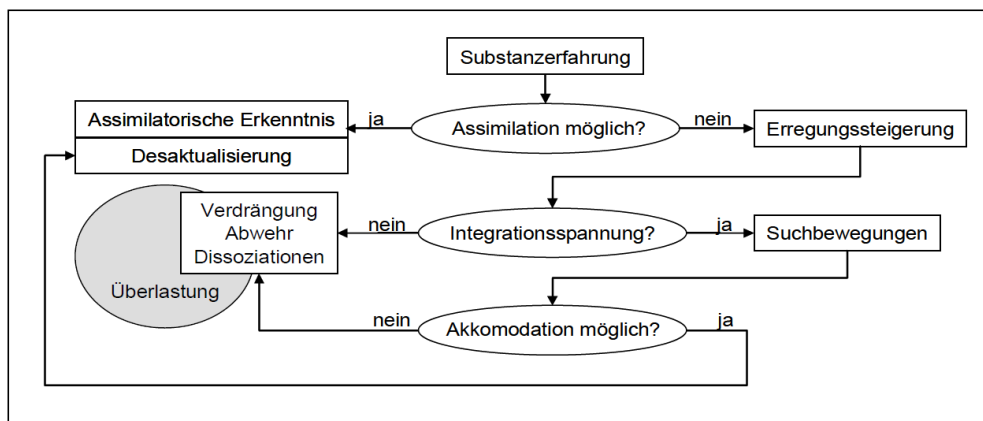 Substanzerfahrung
Assimilatorische Erkenntnis
ja
Assimilation möglich?
nein
Erregungssteigerung
Desaktualisierung
Verdrängung
Abwehr
Dissoziationen
nein
Integrationsspannung?
ja
Suchbewegungen
Überlastung
nein
Akkomodation möglich?
ja